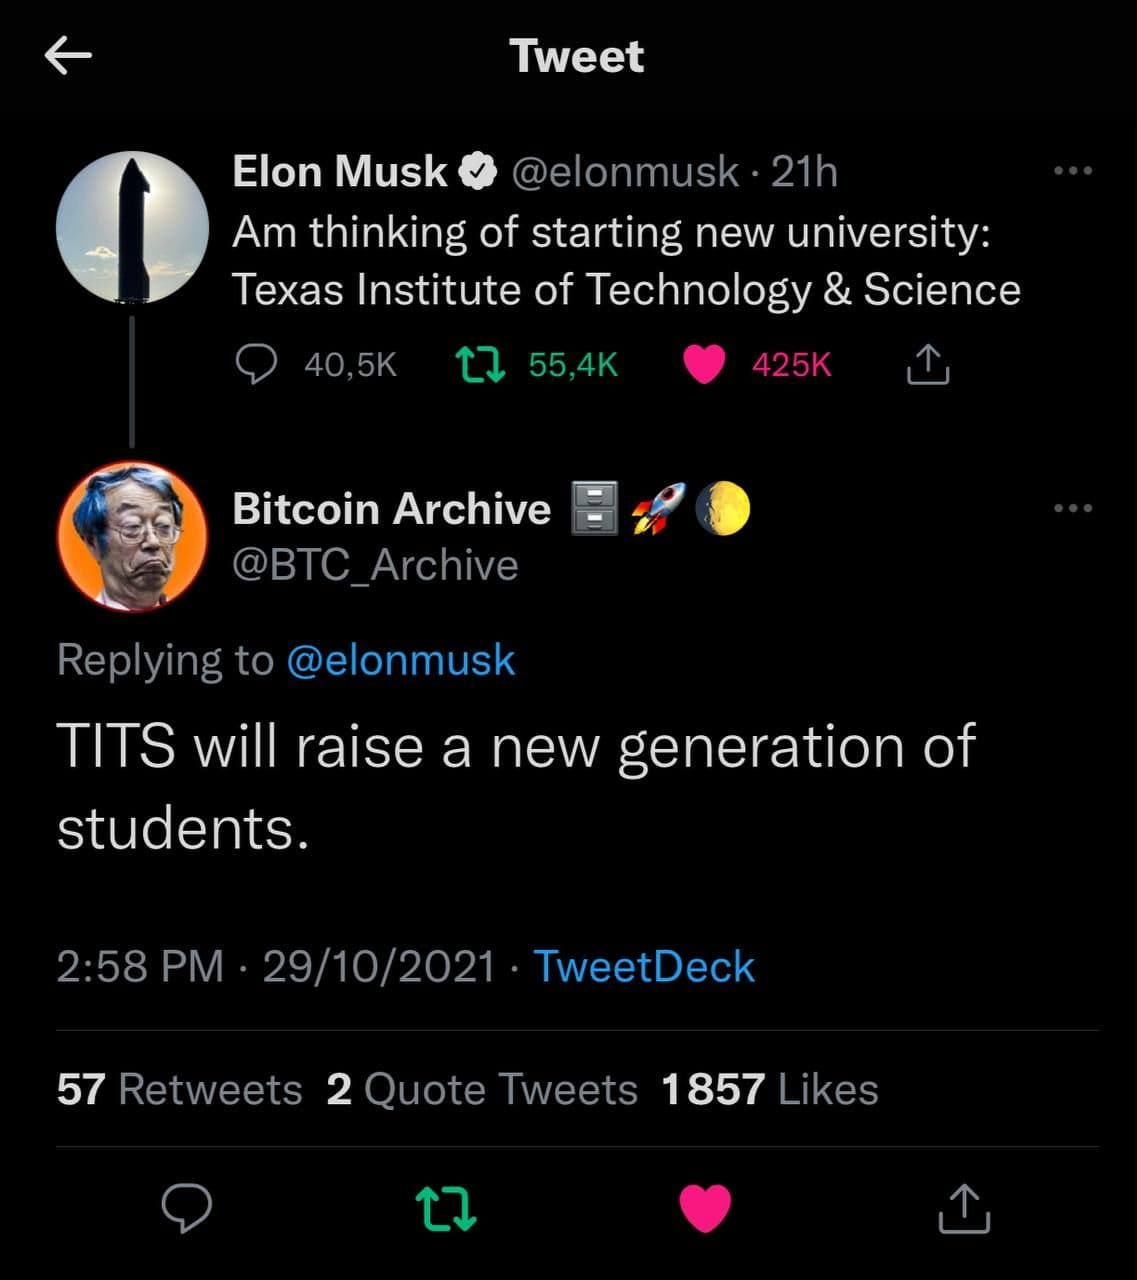 Tweet
Elon Musk @elonmusk · 21h
Am thinking of starting new university:
Texas Institute of Technology & Science
40,5K 55,4K 425K
Bitcoin Archive 🗄️🚀🌔
@BTC_Archive
Replying to @elonmusk
TITS will raise a new generation of
students.
2:58 PM · 29/10/2021 · TweetDeck
57 Retweets 2 Quote Tweets 1857 Likes